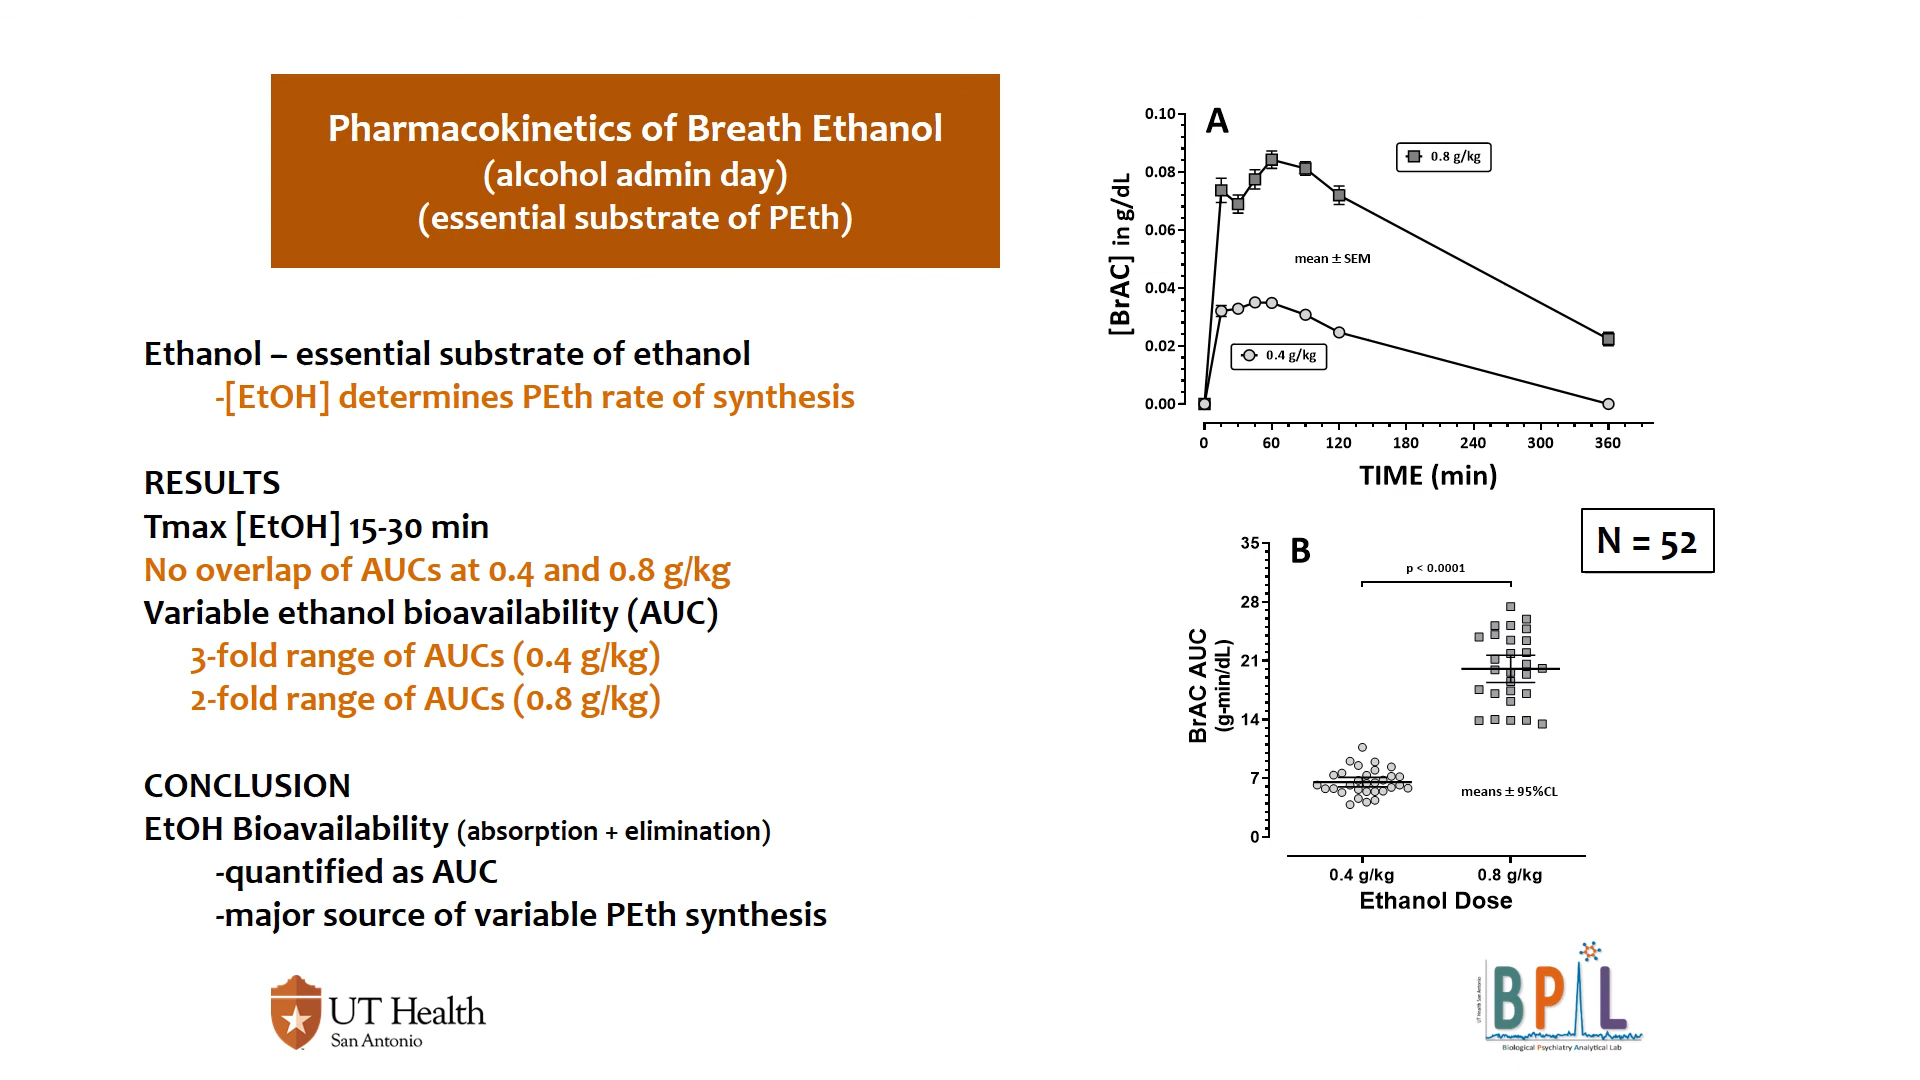 Pharmacokinetics of Breath Ethanol
(alcohol admin day)
(essential substrate of PEth)
Ethanol – essential substrate of ethanol
-[EtOH] determines PEth rate of synthesis
RESULTS
Tmax [EtOH] 15-30 min
No overlap of AUCs at 0.4 and 0.8 g/kg
Variable ethanol bioavailability (AUC)
3-fold range of AUCs (0.4 g/kg)
2-fold range of AUCs (0.8 g/kg)
CONCLUSION
EtOH Bioavailability (absorption + elimination)
-quantified as AUC
-major source of variable PEth synthesis
UT Health
San Antonio
A
[BrAC] in g/dL
0.10
0.08
0.06
0.04
0.02
0.00
0.8 g/kg
mean ± SEM
0.4 g/kg
0 60 120 180 240 300 360
TIME (min)
N = 52
B
BrAC AUC
(g-min/dL)
35
28
21
14
7
0
p < 0.0001
means ± 95%CL
0.4 g/kg 0.8 g/kg
Ethanol Dose
UT Health San Antonio
BPL
Biological Psychiatry Analytical Lab